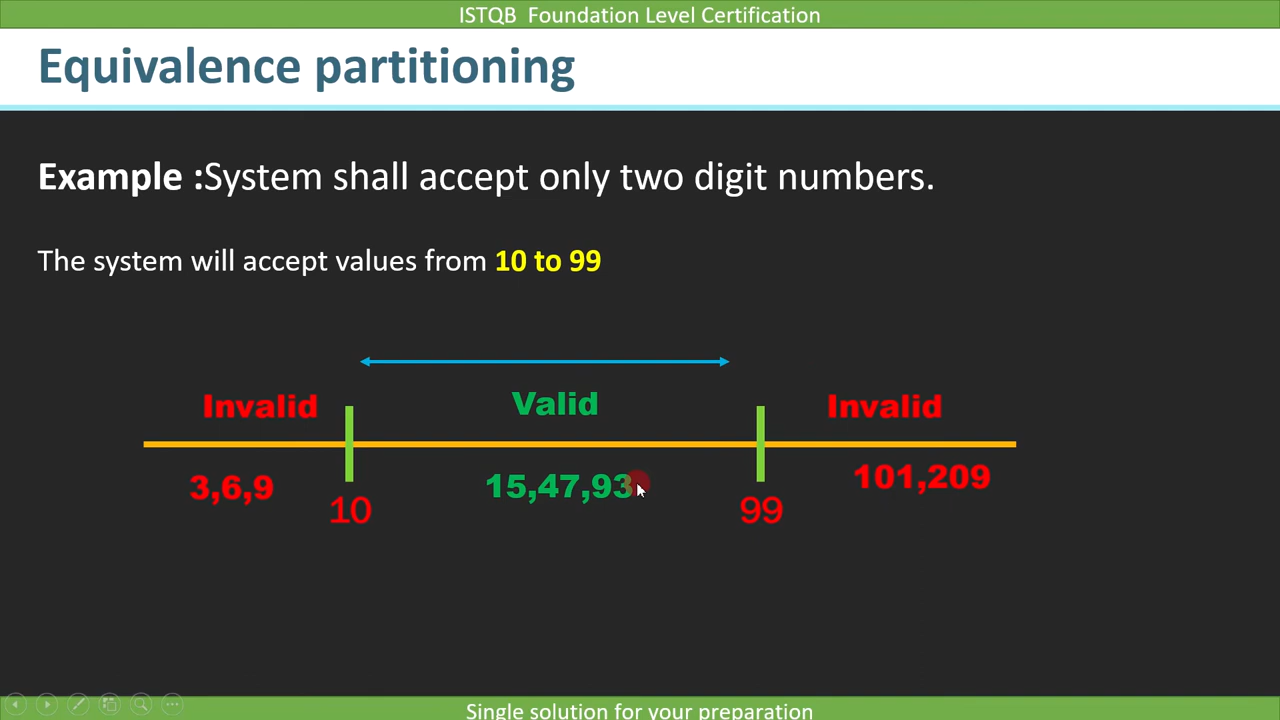 ISTQB  Foundation Level Certification
Equivalence partitioning
Example :System shall accept only two digit numbers.
The system will accept values from 10 to 99
Invalid Valid Invalid
3,6,9 15,47,93 101,209
10 99
Single solution for your preparation